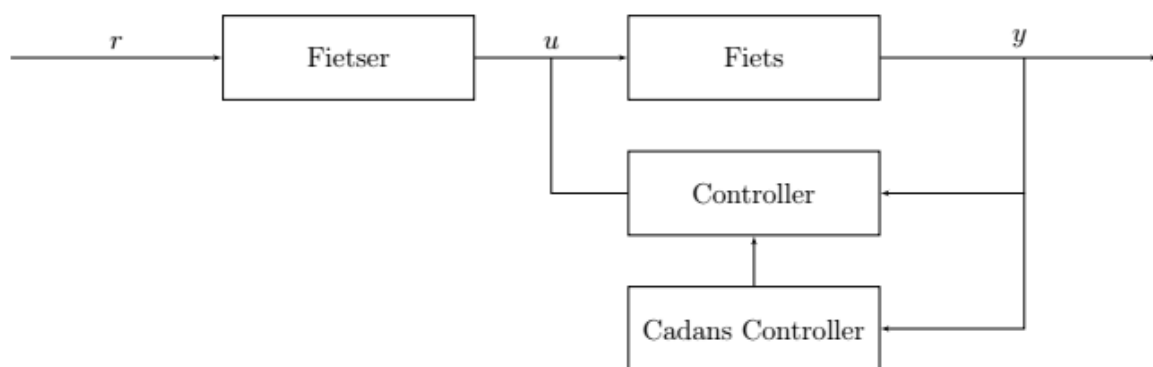 r
Fietser
u
Fiets
y
Controller
Cadans Controller